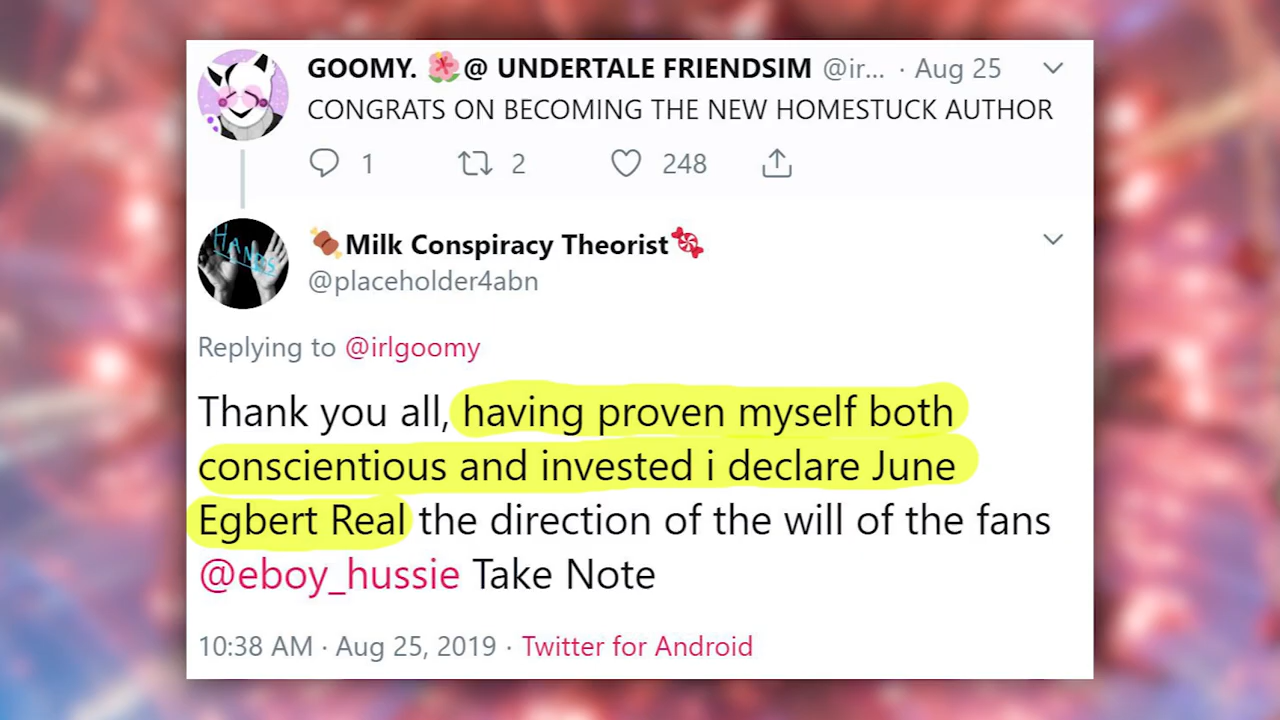 GOOMY. 🌺@ UNDERTALE FRIENDSIM @ir... · Aug 25
CONGRATS ON BECOMING THE NEW HOMESTUCK AUTHOR
1 2 248
HANDS
🍖Milk Conspiracy Theorist🍬
@placeholder4abn
Replying to @irlgoomy
Thank you all, having proven myself both
conscientious and invested i declare June
Egbert Real the direction of the will of the fans
@eboy_hussie Take Note
10:38 AM · Aug 25, 2019 · Twitter for Android